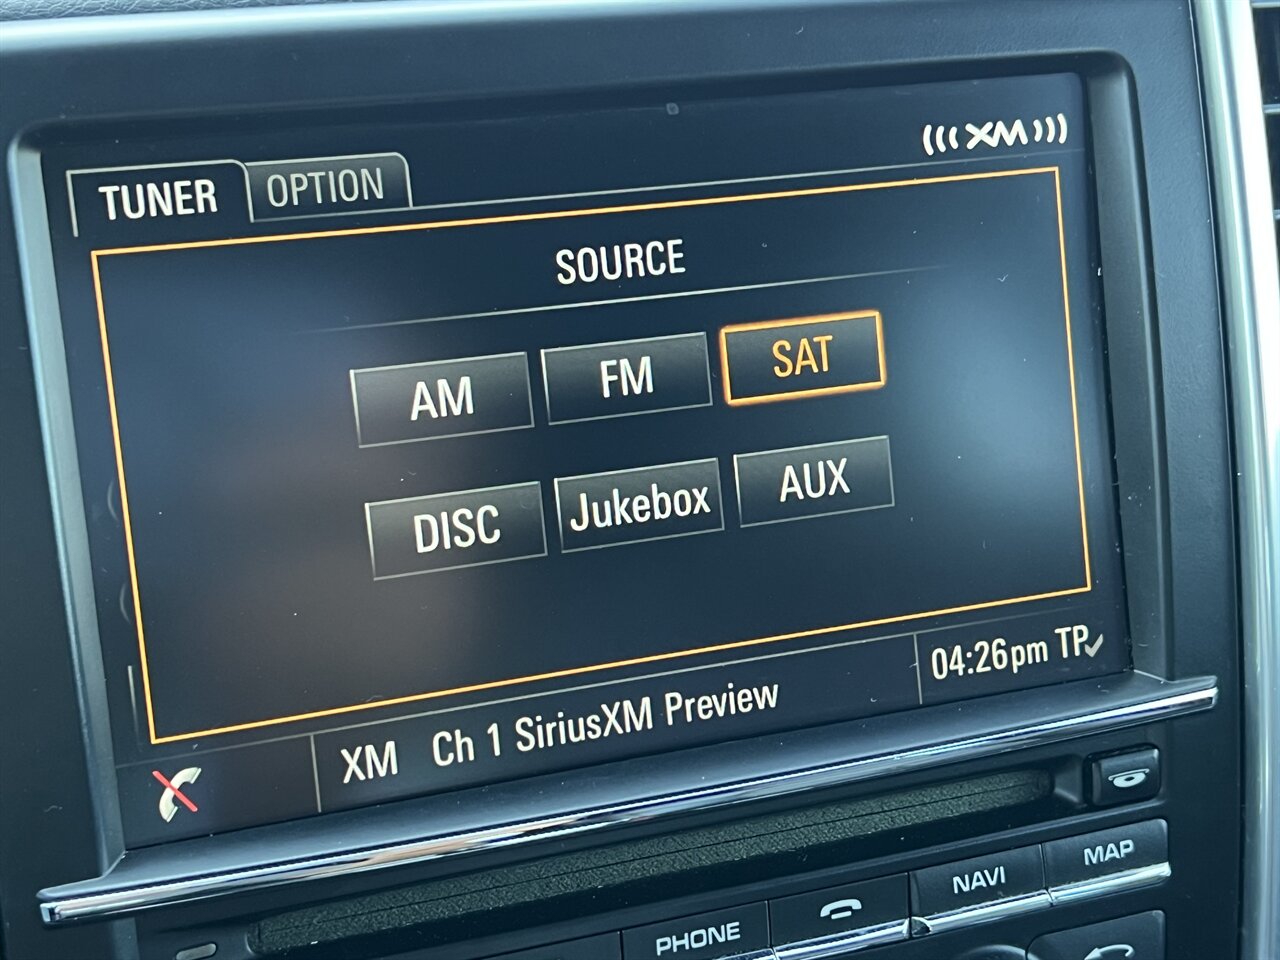 XM
TUNER OPTION
SOURCE
AM FM SAT
DISC Jukebox AUX
XM Ch 1 SiriusXM Preview 04:26pm TP
PHONE NAVI MAP